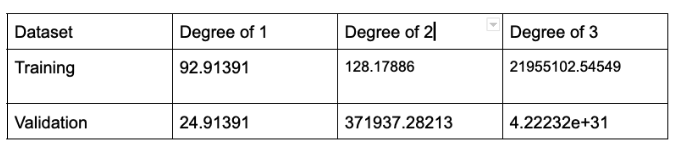 Dataset Degree of 1 Degree of 2 Degree of 3
Training 92.91391 128.17886 21955102.54549
Validation 24.91391 371937.28213 4.22232e+31